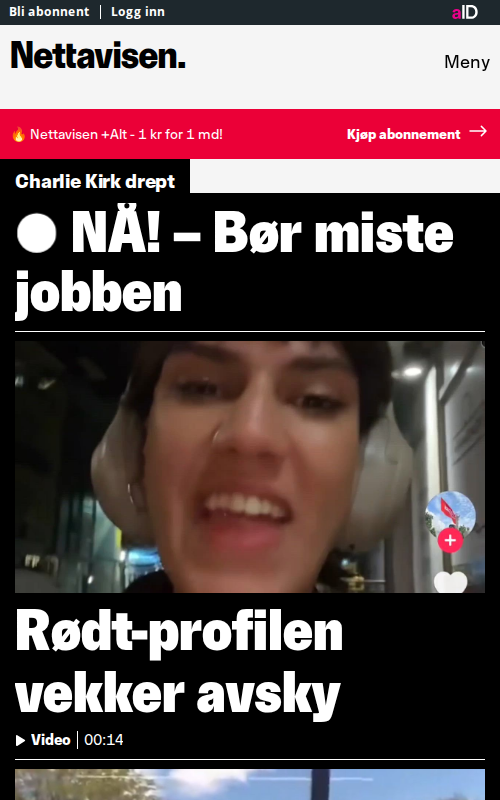 Bli abonnent | Logg inn
aID
Nettavisen.
Meny
🔥 Nettavisen +Alt - 1 kr for 1 md!
Kjøp abonnement →
Charlie Kirk drept
NÅ! – Bør miste
jobben
Rødt-profilen
vekker avsky
Video | 00:14